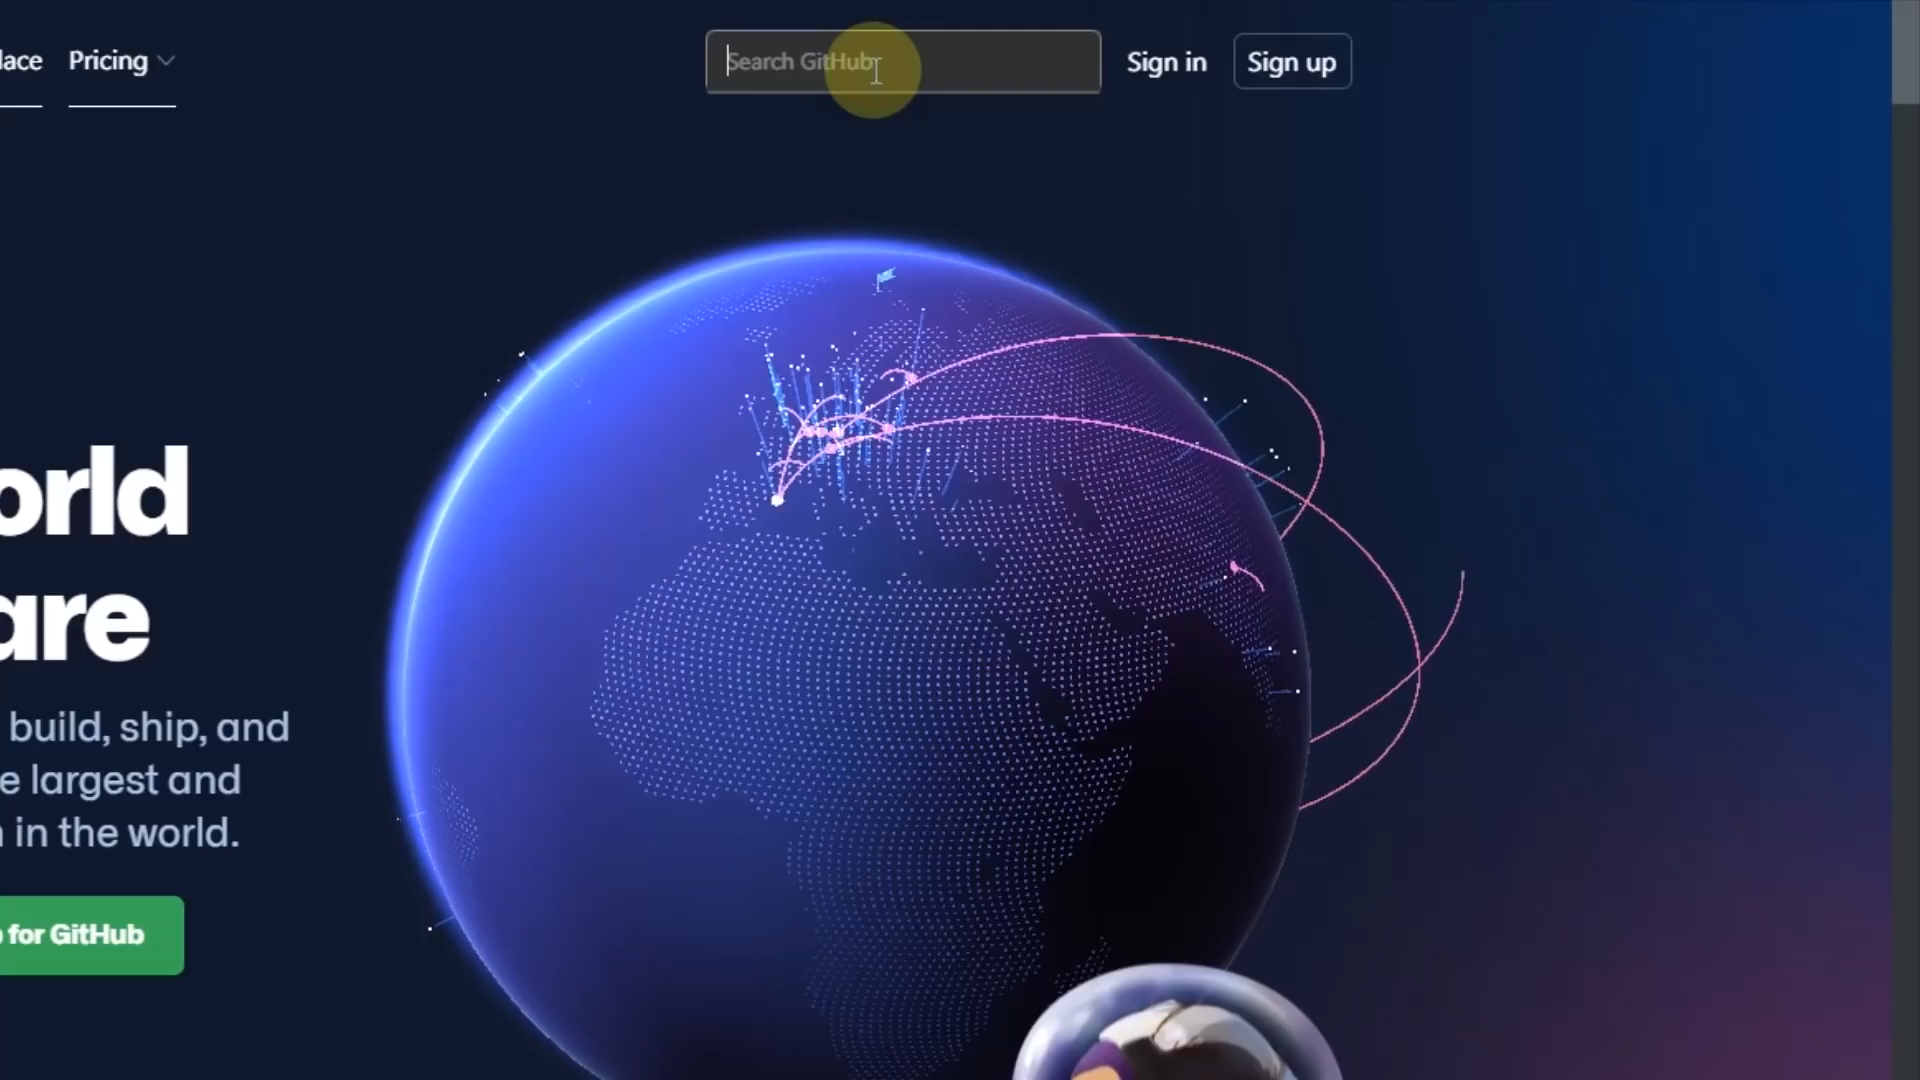 lace
Pricing
Search GitHub
Sign in
Sign up
orld
are
build, ship, and
e largest and
in the world.
for GitHub